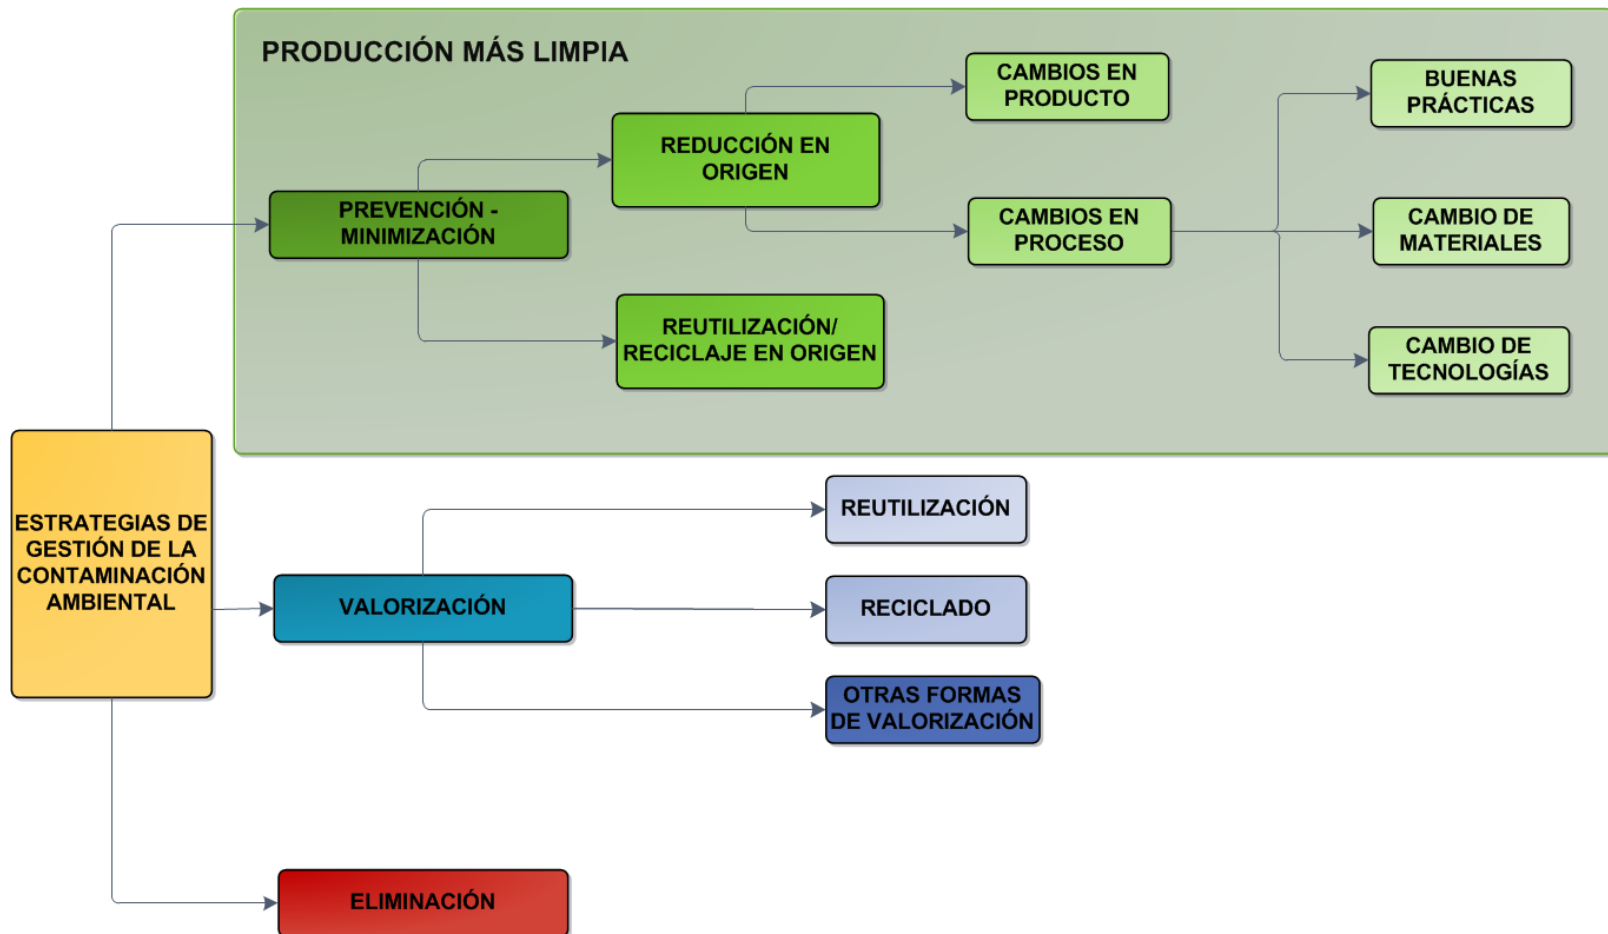 PRODUCCIÓN MÁS LIMPIA
CAMBIOS EN
PRODUCTO
BUENAS
PRÁCTICAS
REDUCCIÓN EN
ORIGEN
PREVENCIÓN -
MINIMIZACIÓN
CAMBIOS EN
PROCESO
CAMBIO DE
MATERIALES
REUTILIZACIÓN/
RECICLAJE EN ORIGEN
CAMBIO DE
TECNOLOGÍAS
ESTRATEGIAS DE
GESTIÓN DE LA
CONTAMINACIÓN
AMBIENTAL
REUTILIZACIÓN
VALORIZACIÓN
RECICLADO
OTRAS FORMAS
DE VALORIZACIÓN
ELIMINACIÓN